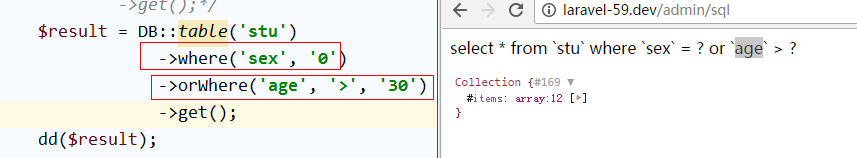 ->get();*/
$result = DB::table('stu')
->where('sex', '0')
->orWhere('age', '>', '30')
->get();
dd($result);
laravel-59.dev/admin/sql
select * from `stu` where `sex` = ? or `age` > ?
Collection {#169 ▼
#items: array:12 [▶]
}